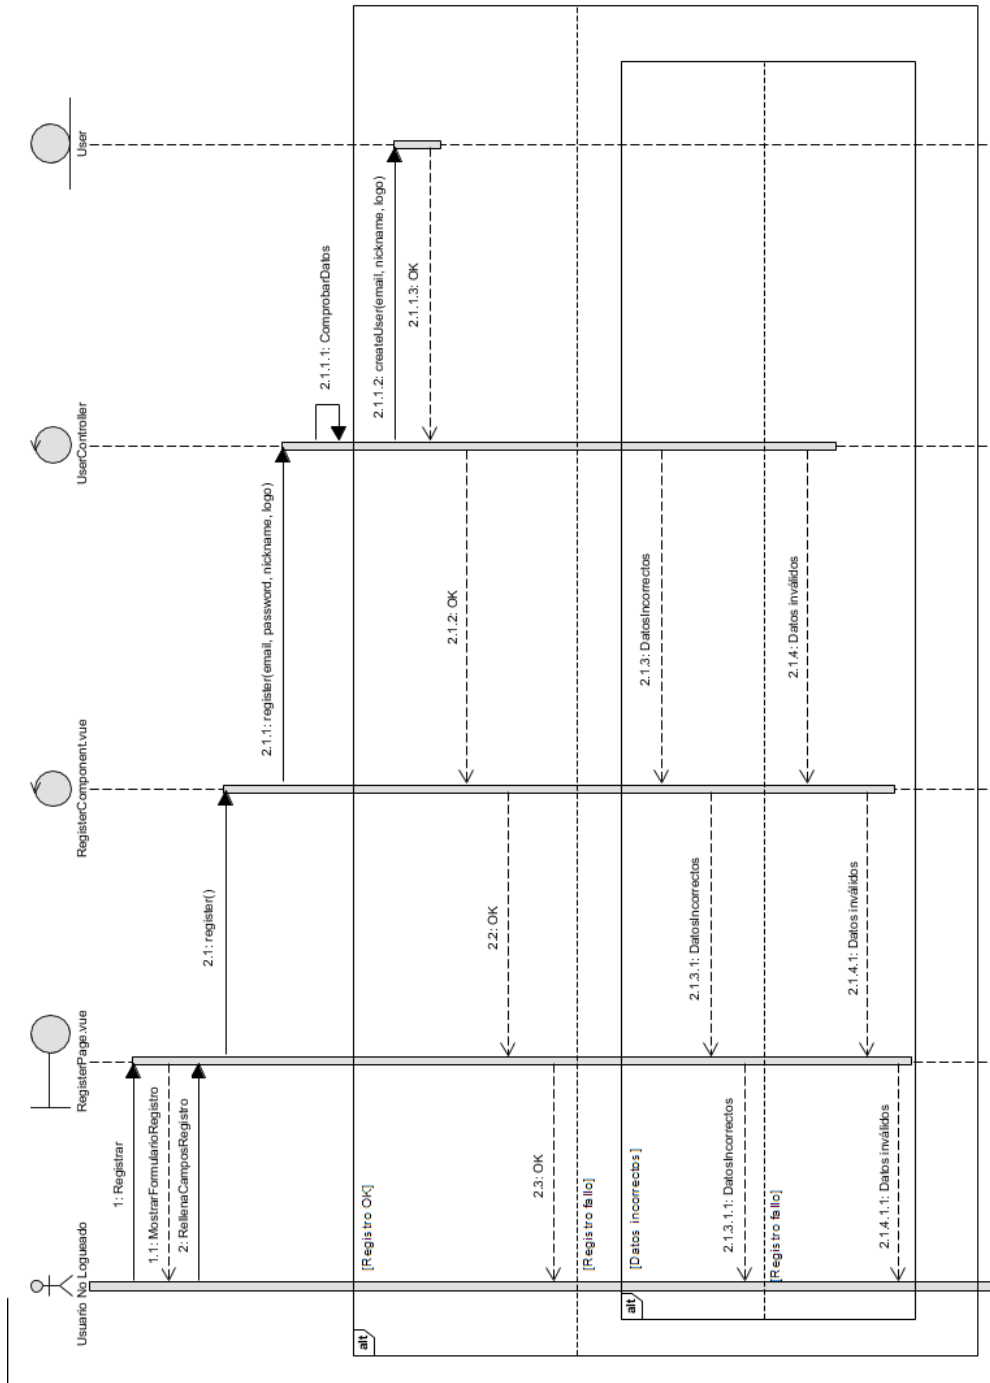 Usuario No Logueado
RegisterPage.vue
RegisterComponent.vue
UserController
User
1: Registrar
1.1: MostrarFormularioRegistro
2: RellenaCamposRegistro
2.1: register()
2.1.1: register(email, password, nickname, logo)
2.1.1.1: ComprobarDatos
alt
[Registro OK]
2.1.1.2: createUser(email, nickname, logo)
2.1.1.3: OK
2.1.2: OK
2.2: OK
2.3: OK
[Registro fallo]
alt
[Datos incorrectos]
2.1.3: DatosIncorrectos
2.1.3.1: DatosIncorrectos
2.1.3.1.1: DatosIncorrectos
[Registro fallo]
2.1.4: Datos inválidos
2.1.4.1: Datos inválidos
2.1.4.1.1: Datos inválidos